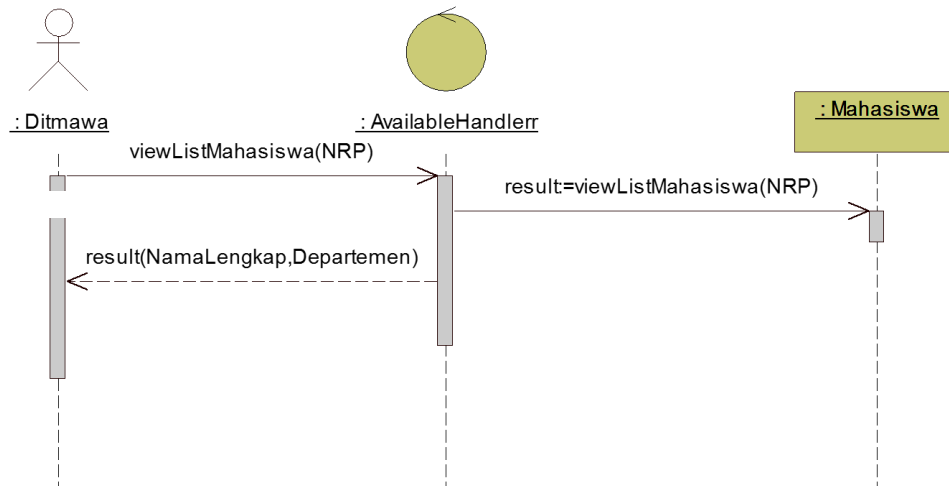 : Ditmawa
: AvailableHandlerr
: Mahasiswa
viewListMahasiswa(NRP)
result:=viewListMahasiswa(NRP)
result(NamaLengkap,Departemen)